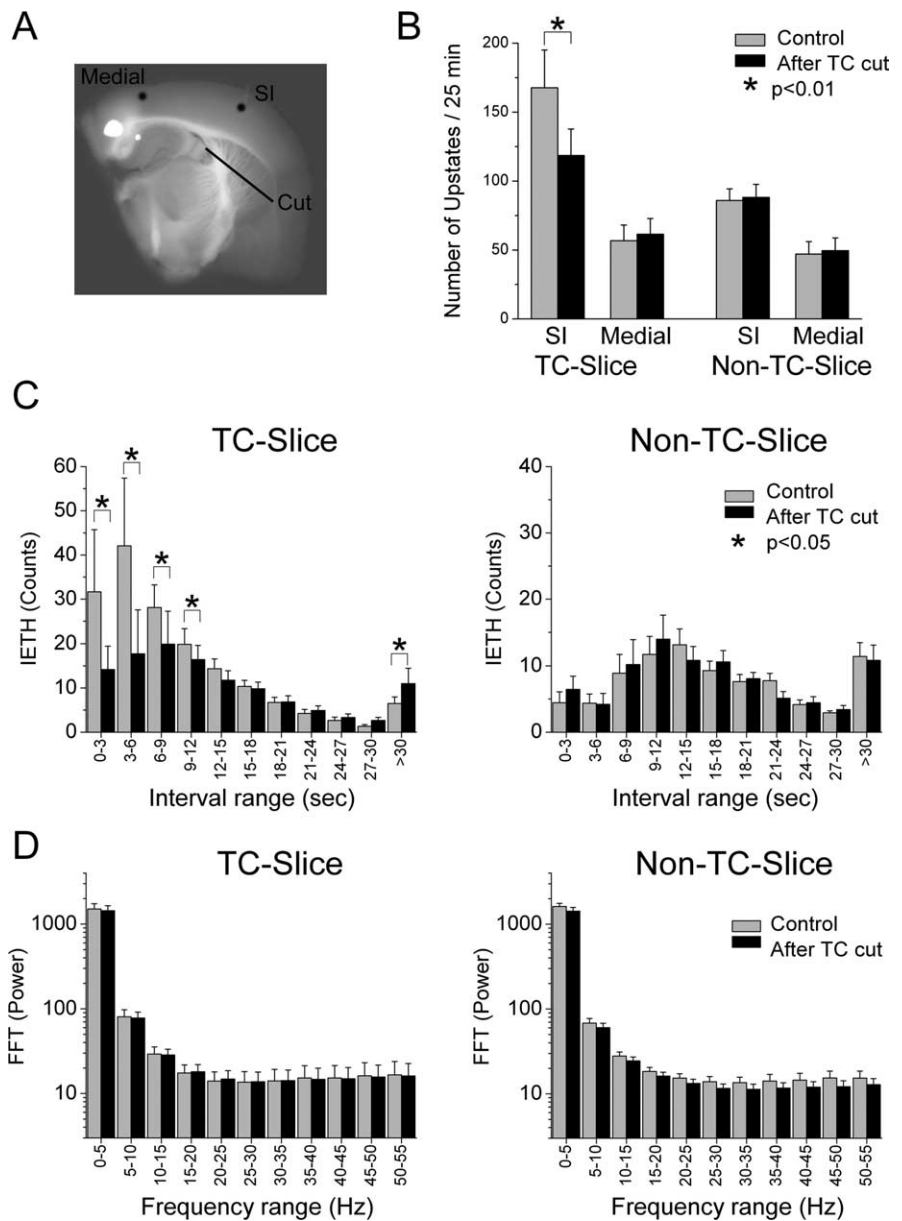 A
Medial
SI
Cut
B
Number of Upstates / 25 min
200
150
100
50
0
*
Control
After TC cut
* p<0.01
SI Medial SI Medial
TC-Slice Non-TC-Slice
C
TC-Slice
IETH (Counts)
60
50
40
30
20
10
0
* * * * *
0-3 3-6 6-9 9-12 12-15 15-18 18-21 21-24 24-27 27-30 >30
Interval range (sec)
Non-TC-Slice
IETH (Counts)
40
30
20
10
0
Control
After TC cut
* p<0.05
0-3 3-6 6-9 9-12 12-15 15-18 18-21 21-24 24-27 27-30 >30
Interval range (sec)
D
TC-Slice
FFT (Power)
1000
100
10
0-5 5-10 10-15 15-20 20-25 25-30 30-35 35-40 40-45 45-50 50-55
Frequency range (Hz)
Non-TC-Slice
FFT (Power)
1000
100
10
Control
After TC cut
0-5 5-10 10-15 15-20 20-25 25-30 30-35 35-40 40-45 45-50 50-55
Frequency range (Hz)